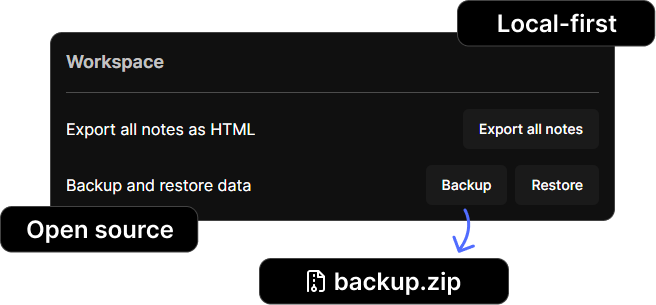 Local-first
Workspace
Export all notes as HTML
Export all notes
Backup and restore data
Backup
Restore
Open source
backup.zip